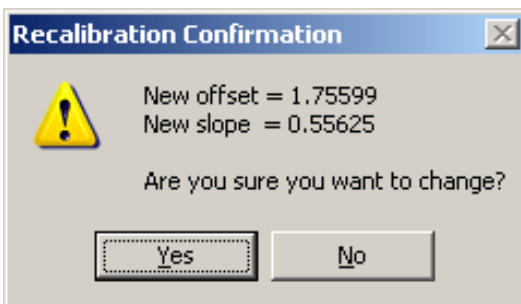 Recalibration Confirmation
New offset = 1.75599
New slope = 0.55625
Are you sure you want to change?
Yes
No